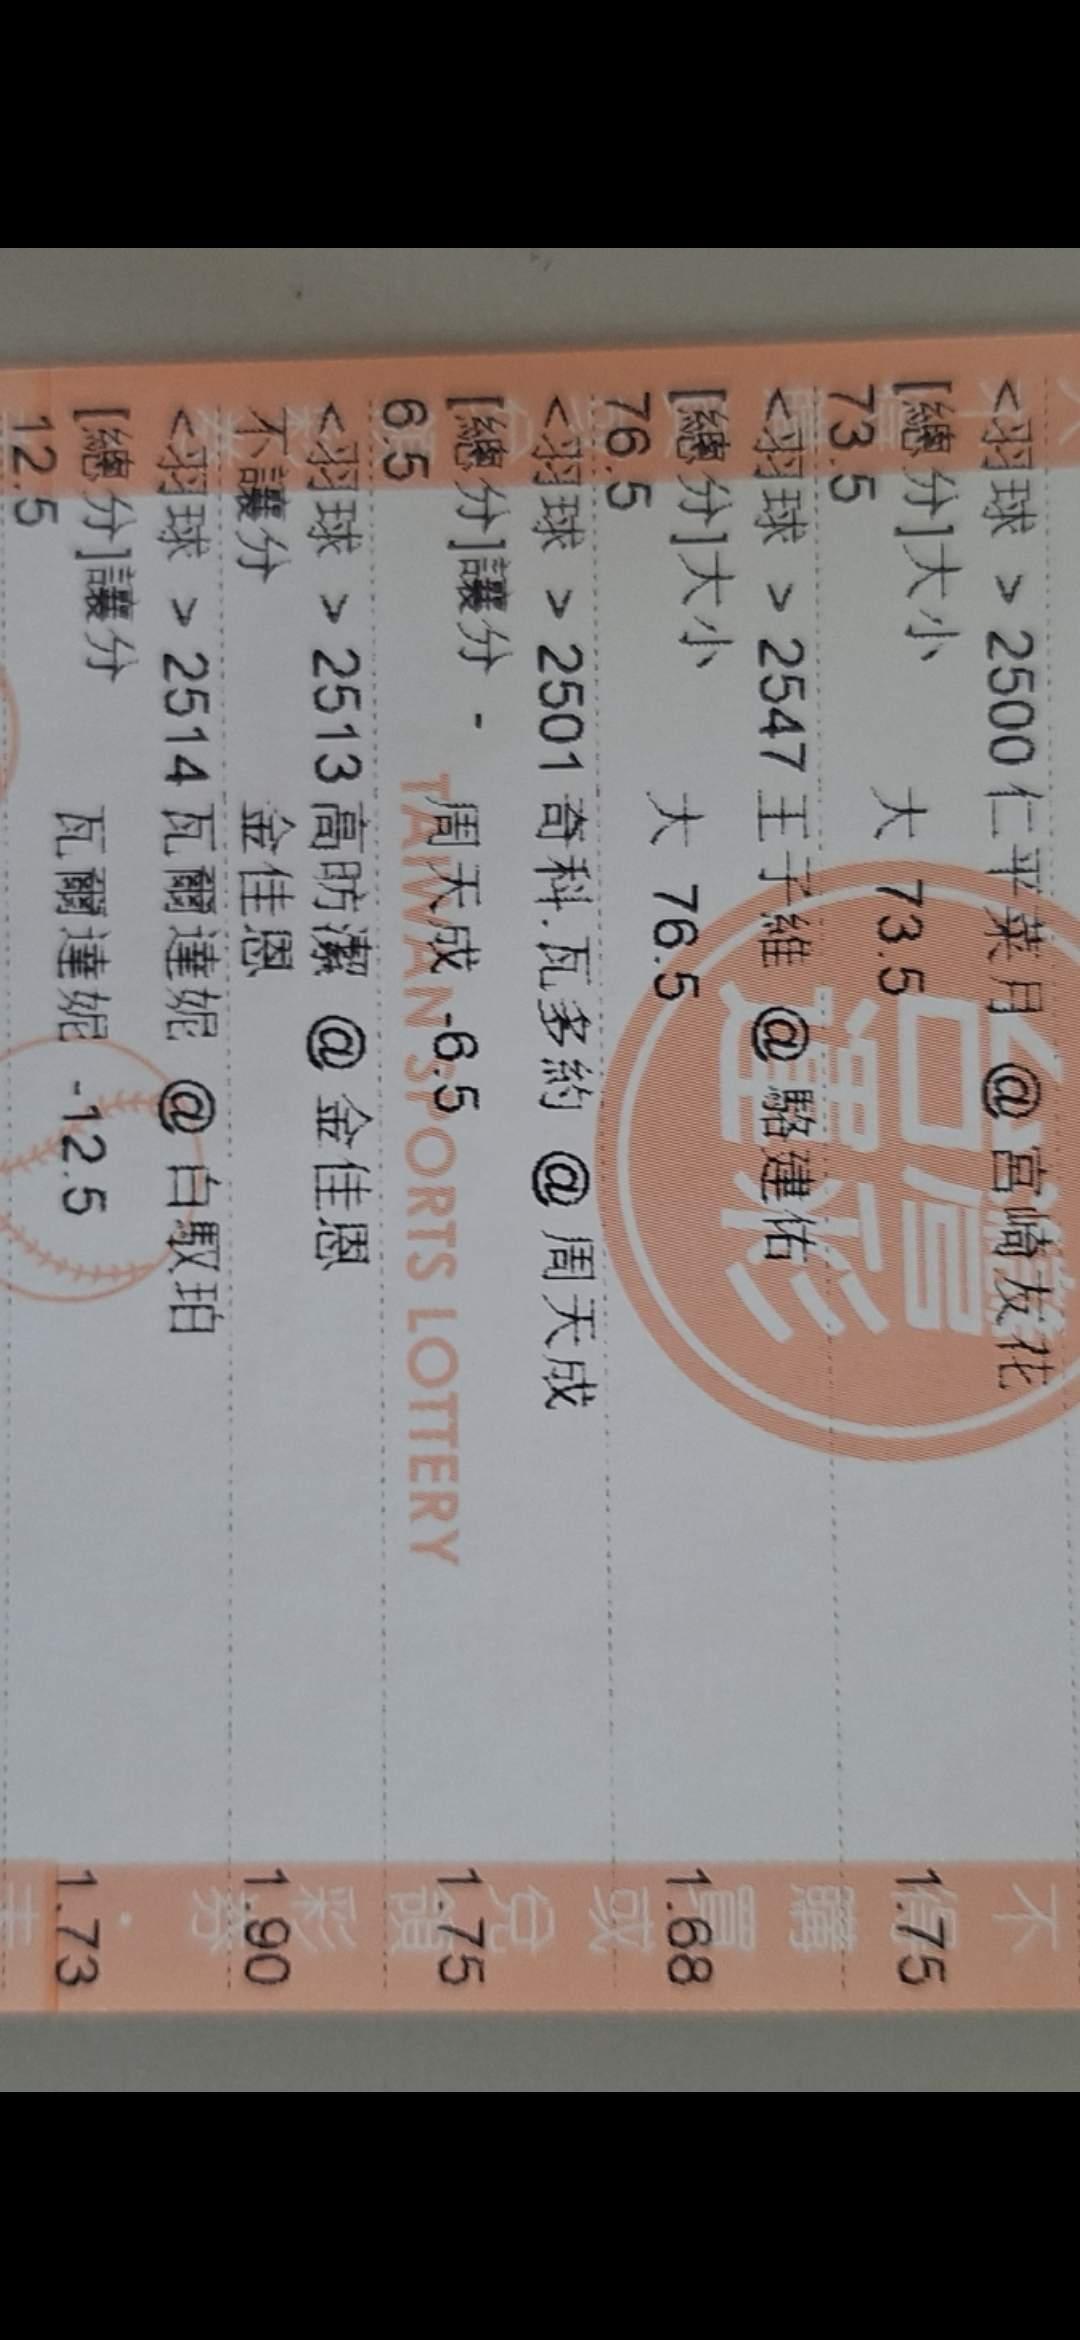 <羽球 > 2500 仁平菜月 @宮崎友花
[總分]大小 大 73.5 1.75
73.5
<羽球 > 2547 王子維 @駱建佑
[總分]大小 大 76.5 1.68
76.5
<羽球 > 2501 奇科.瓦多約 @周天成
[總分]讓分 - 周天成 -6.5 1.75
6.5
<羽球 > 2513 高昉潔 @金佳恩
不讓分 金佳恩 1.90
<羽球 > 2514 瓦爾達妮 @白馭珀
[總分]讓分 瓦爾達妮 -12.5 1.73
12.5
台灣運彩
TAIWAN SPORTS LOTTERY